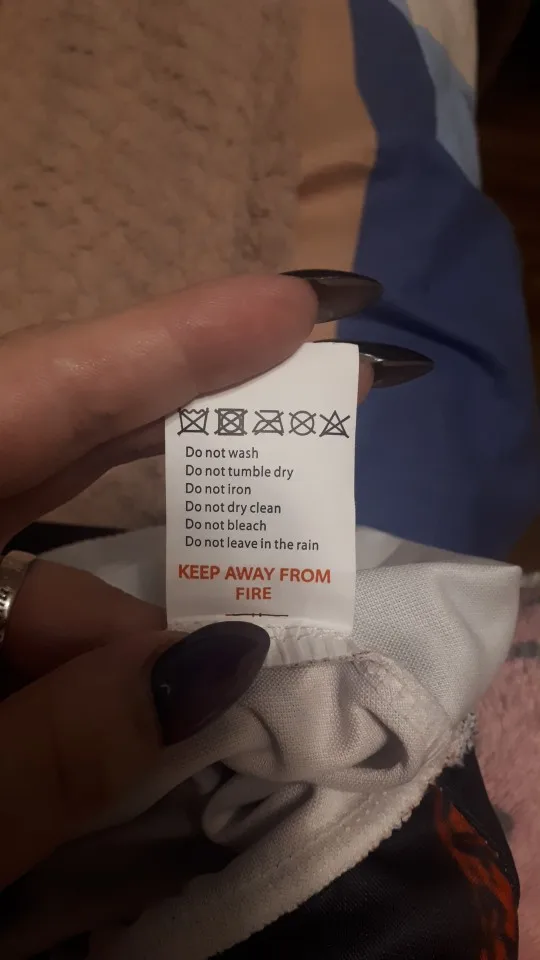 Do not wash
Do not tumble dry
Do not iron
Do not dry clean
Do not bleach
Do not leave in the rain
KEEP AWAY FROM
FIRE